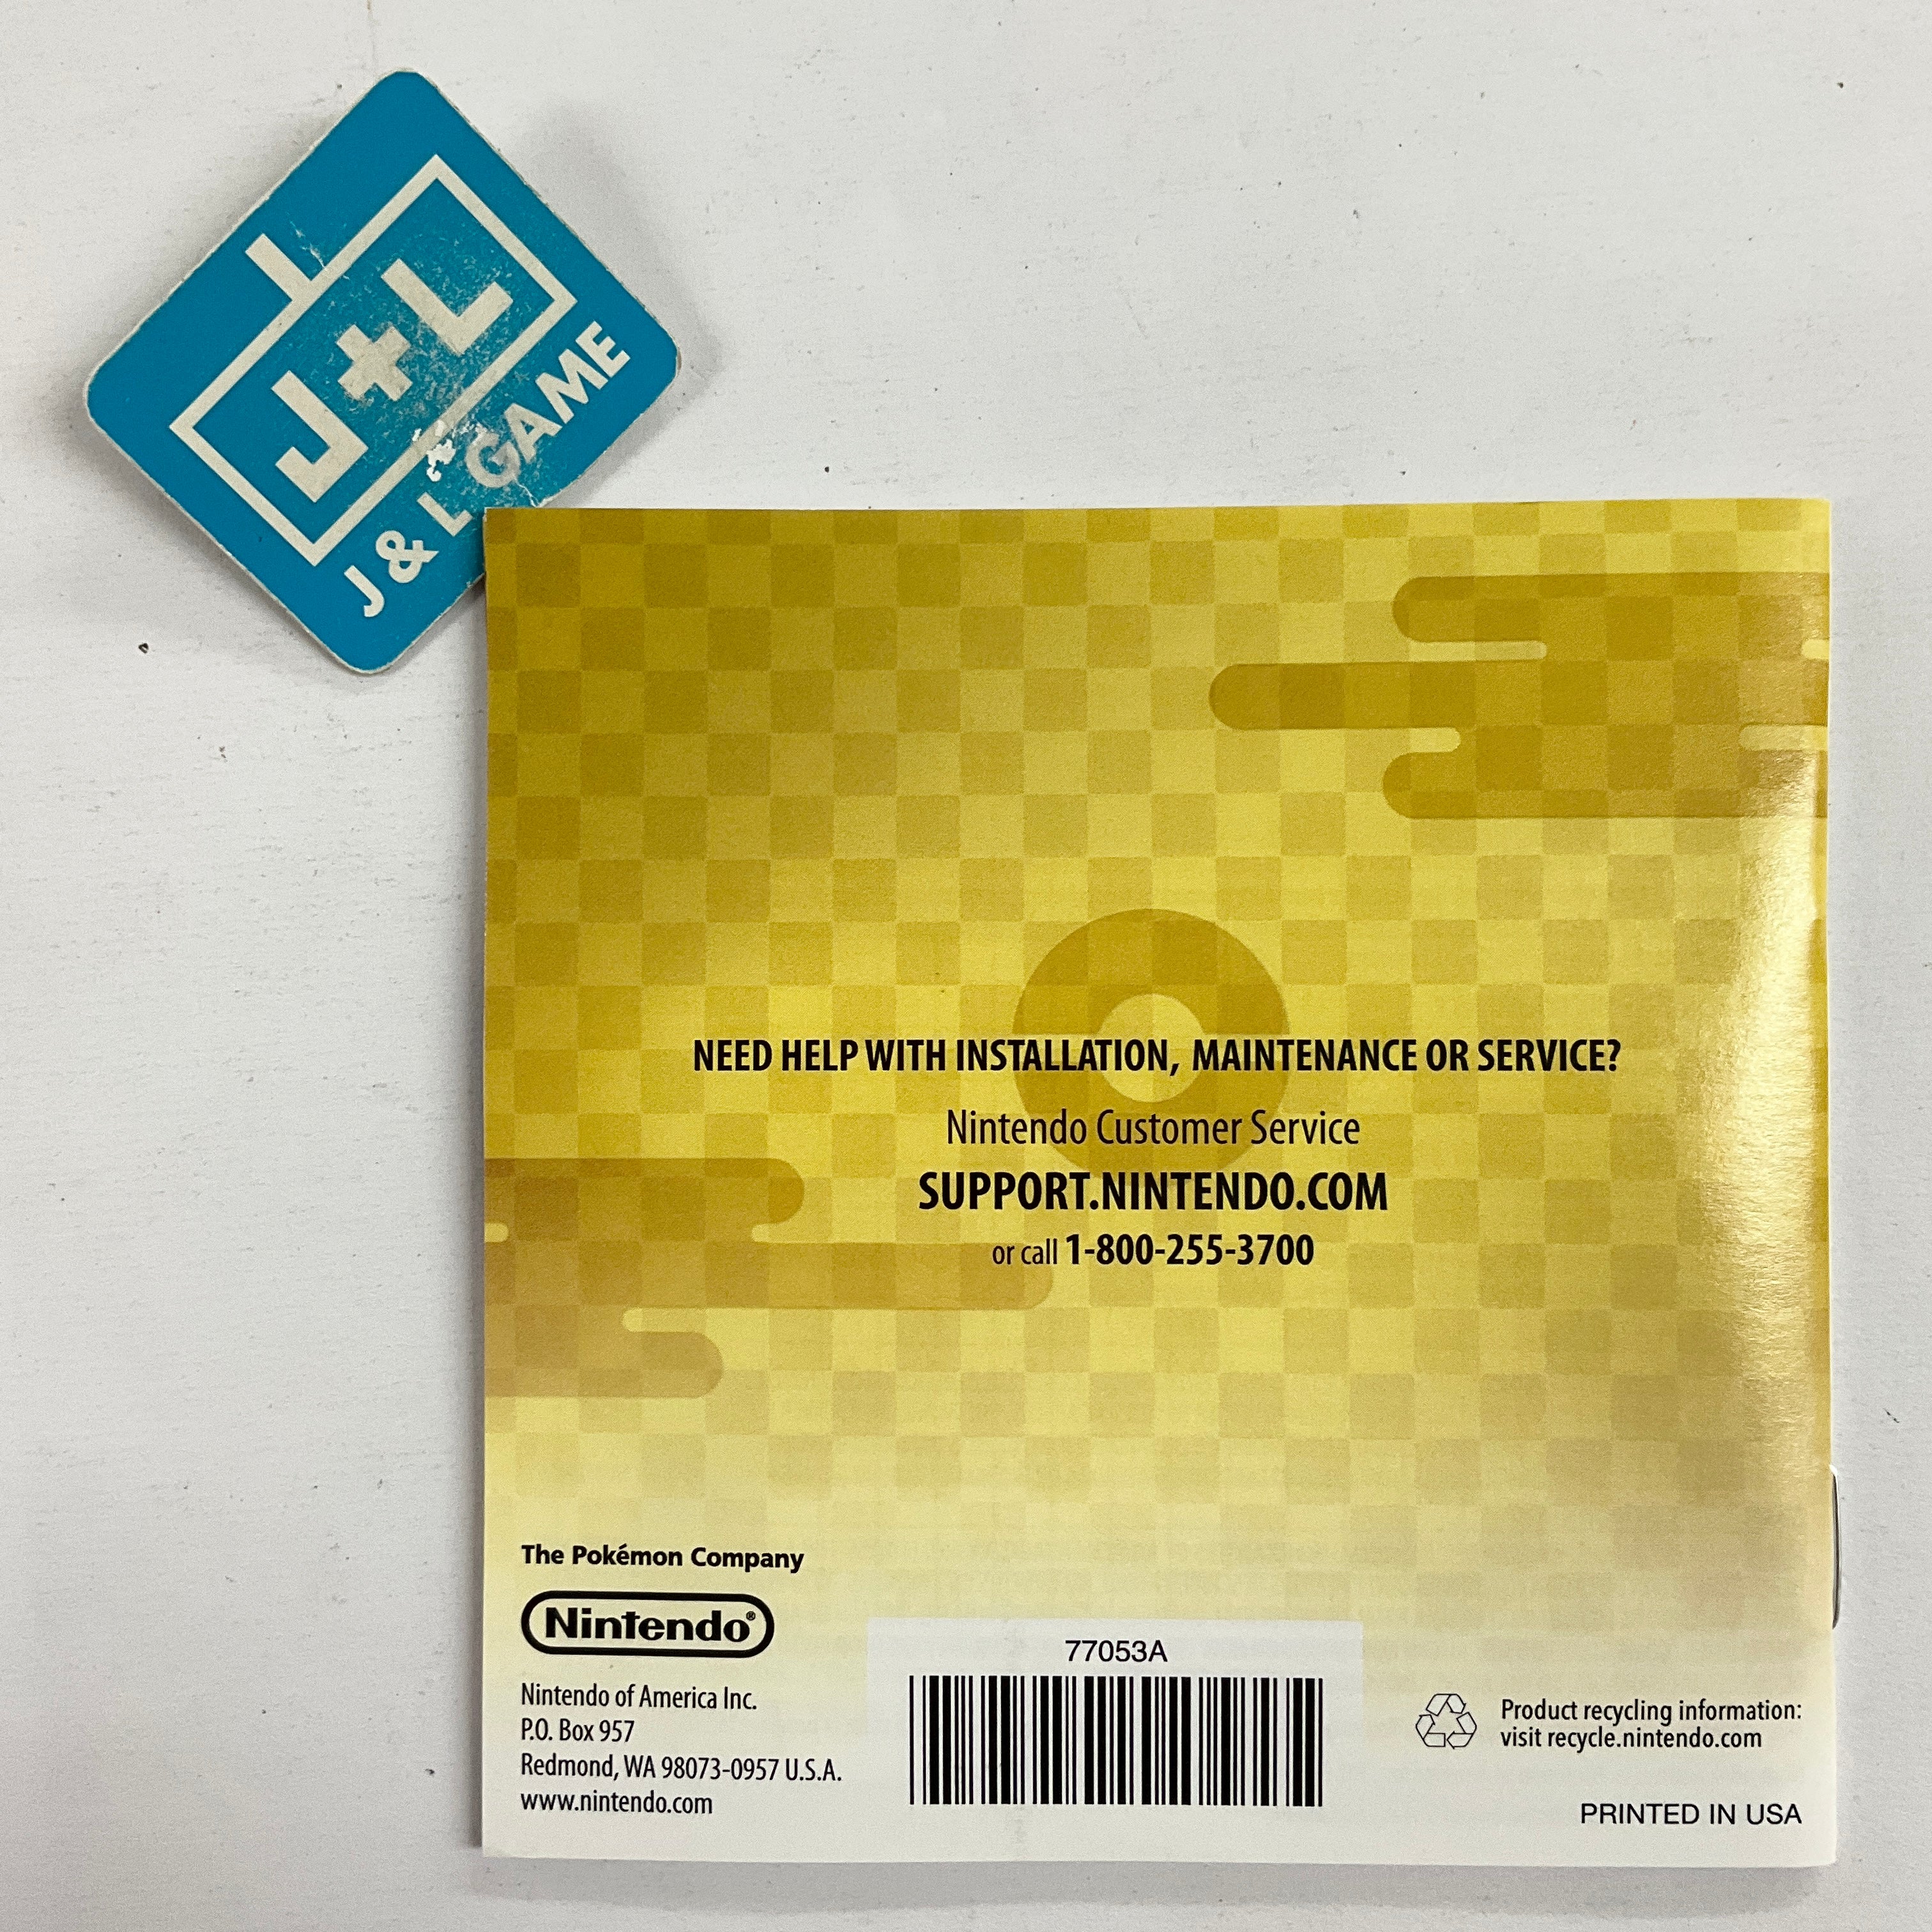 J+L
J & L GAME
NEED HELP WITH INSTALLATION, MAINTENANCE OR SERVICE?
Nintendo Customer Service
SUPPORT.NINTENDO.COM
or call 1-800-255-3700
The Pokémon Company
Nintendo®
Nintendo of America Inc.
P.O. Box 957
Redmond, WA 98073-0957 U.S.A.
www.nintendo.com
77053A
Product recycling information:
visit recycle.nintendo.com
PRINTED IN USA